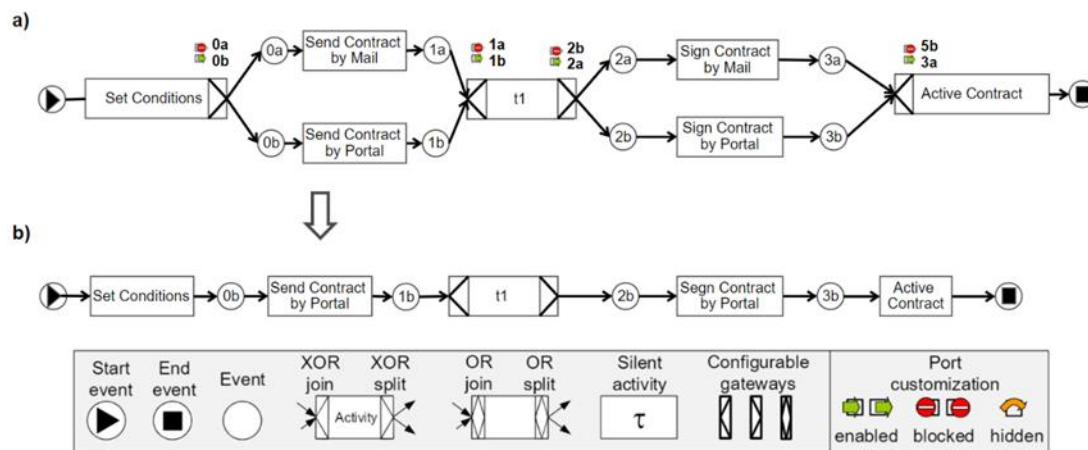 a)
0a
0b
0a
Send Contract
by Mail
1a
1a
1b
2b
2a
2a
Sign Contract
by Mail
3a
5b
3a
Set Conditions
t1
Active Contract
0b
Send Contract
by Portal
1b
2b
Sign Contract
by Portal
3b
b)
Set Conditions
0b
Send Contract
by Portal
1b
t1
2b
Segn Contract
by Portal
3b
Active
Contract
Start
event
End
event
Event
XOR
join
XOR
split
Activity
OR
join
OR
split
Silent
activity
τ
Configurable
gateways
Port
customization
enabled
blocked
hidden